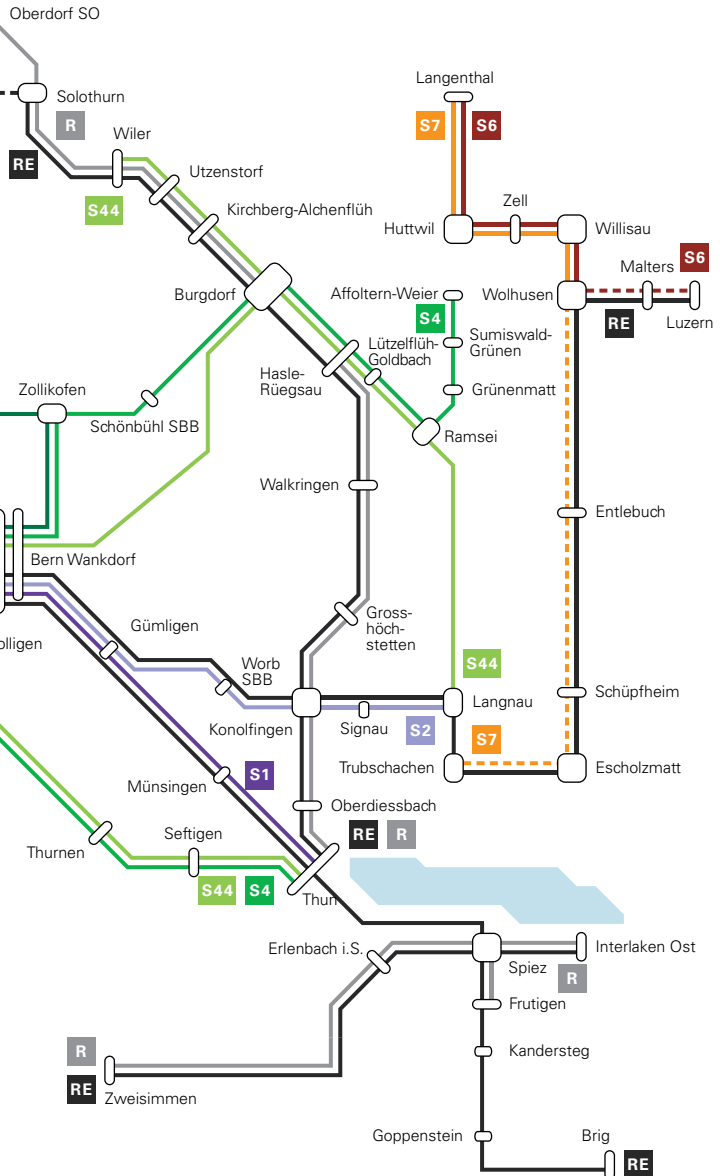 Oberdorf SO
Langenthal
Solothurn
R
Wiler
S7
S6
RE
Utzenstorf
S44
Kirchberg-Alchenflüh
Zell
Huttwil
Willisau
S6
Malters
Burgdorf
Affoltern-Weier
Wolhusen
S4
RE
Luzern
Lützelflüh-
Goldbach
Sumiswald-
Grünen
Hasle-
Rüegsau
Zollikofen
Grünenmatt
Schönbühl SBB
Ramsei
Walkringen
Entlebuch
Bern Wankdorf
Gümligen
Gross-
höch-
stetten
olligen
Worb
SBB
S44
Schüpfheim
Langnau
Konolfingen
Signau
S2
S7
Trubschachen
Escholzmatt
Münsingen
S1
Oberdiessbach
Seftigen
RE
R
Thurnen
S44
S4
Thun
Erlenbach i.S.
Interlaken Ost
Spiez
R
Frutigen
R
Kandersteg
RE
Zweisimmen
Goppenstein
Brig
RE